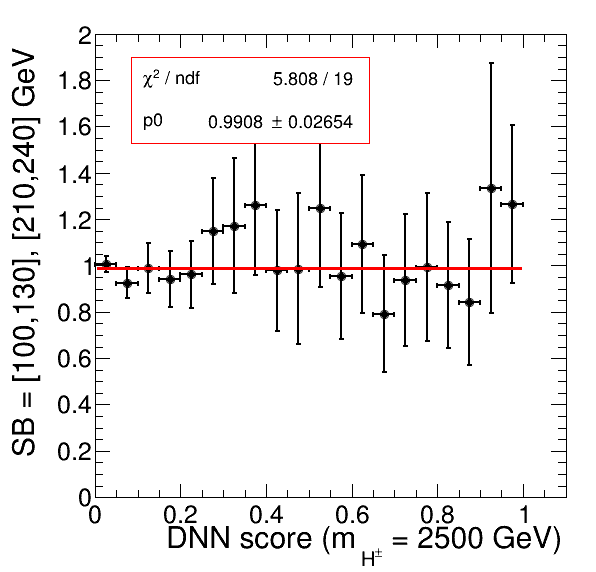 SB = [100,130], [210,240] GeV
2
1.8
1.6
1.4
1.2
1
0.8
0.6
0.4
0.2
0
χ² / ndf 5.808 / 19
p0 0.9908 ± 0.02654
0 0.2 0.4 0.6 0.8 1
DNN score (m_H± = 2500 GeV)